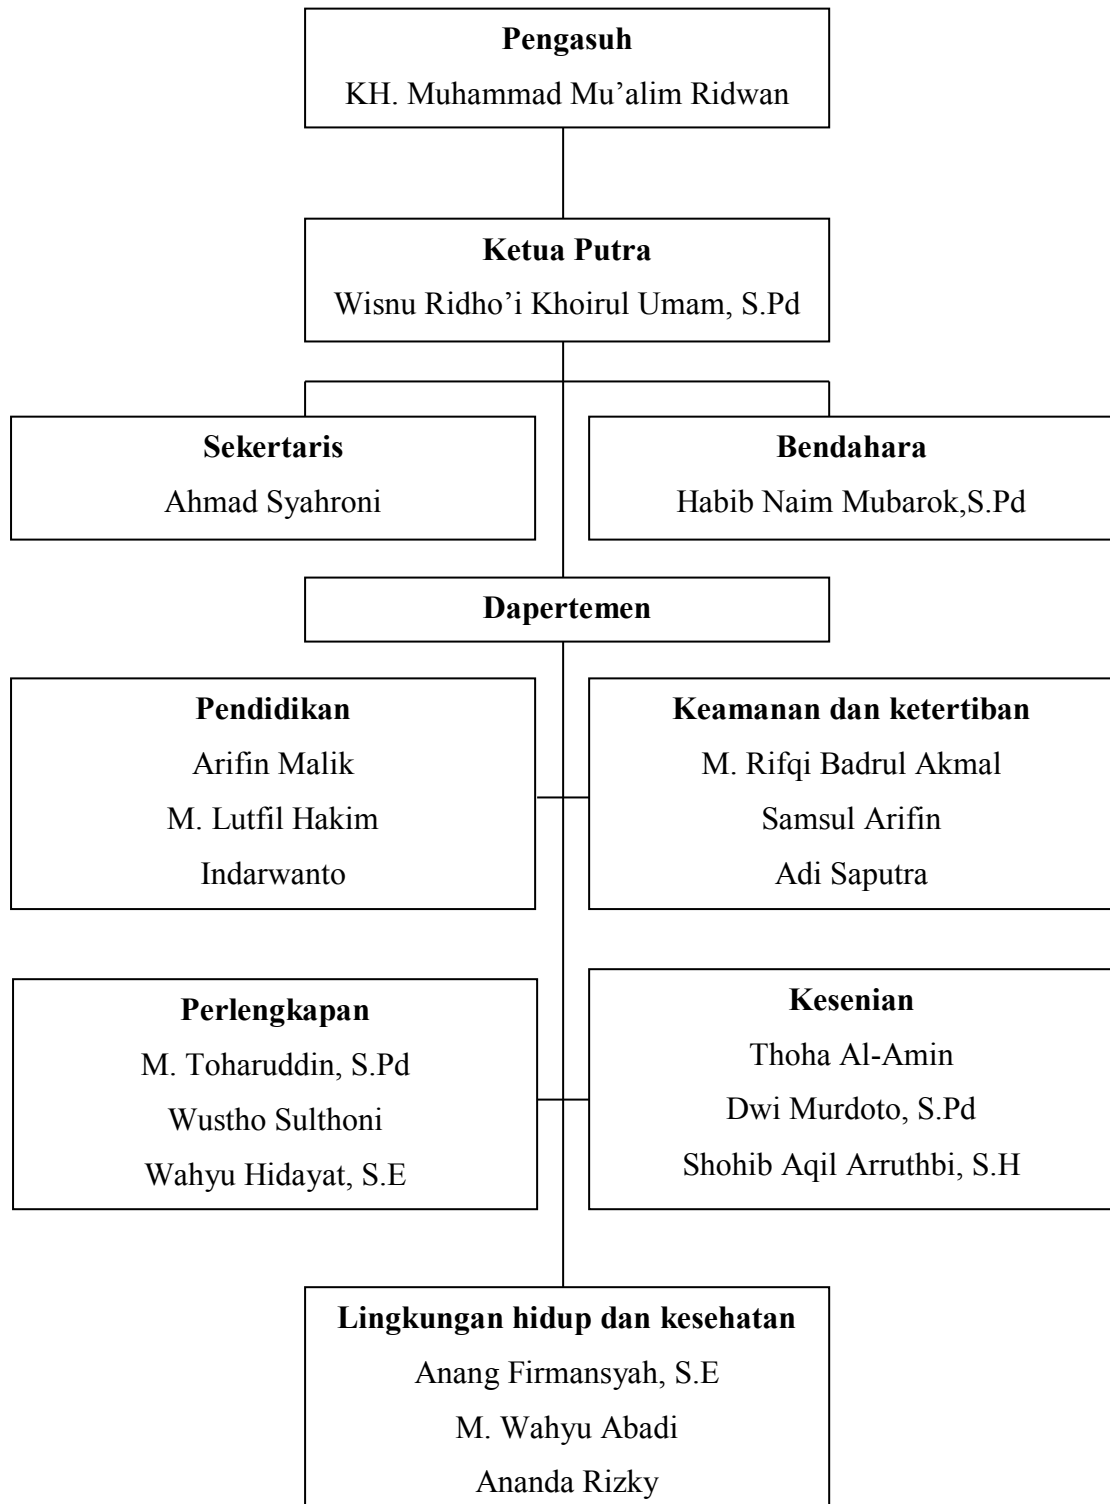 Pengasuh
KH. Muhammad Mu’alim Ridwan
Ketua Putra
Wisnu Ridho’i Khoirul Umam, S.Pd
Sekertaris
Ahmad Syahroni
Bendahara
Habib Naim Mubarok,S.Pd
Dapertemen
Pendidikan
Arifin Malik
M. Lutfil Hakim
Indarwanto
Keamanan dan ketertiban
M. Rifqi Badrul Akmal
Samsul Arifin
Adi Saputra
Perlengkapan
M. Toharuddin, S.Pd
Wustho Sulthoni
Wahyu Hidayat, S.E
Kesenian
Thoha Al-Amin
Dwi Murdoto, S.Pd
Shohib Aqil Arruthbi, S.H
Lingkungan hidup dan kesehatan
Anang Firmansyah, S.E
M. Wahyu Abadi
Ananda Rizky